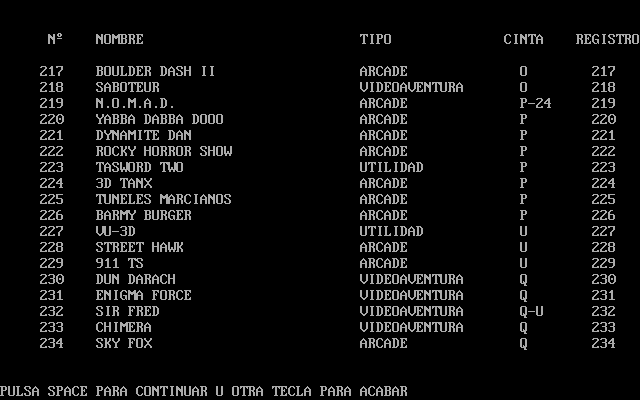 Nº NOMBRE TIPO CINTA REGISTRO
217 BOULDER DASH II ARCADE O 217
218 SABOTEUR VIDEOAVENTURA O 218
219 N.O.M.A.D. ARCADE P-24 219
220 YABBA DABBA DOOO ARCADE P 220
221 DYNAMITE DAN ARCADE P 221
222 ROCKY HORROR SHOW ARCADE P 222
223 TASWORD TWO UTILIDAD P 223
224 3D TANX ARCADE P 224
225 TUNELES MARCIANOS ARCADE P 225
226 BARMY BURGER ARCADE P 226
227 VU-3D UTILIDAD U 227
228 STREET HAWK ARCADE U 228
229 911 TS ARCADE U 229
230 DUN DARACH VIDEOAVENTURA Q 230
231 ENIGMA FORCE VIDEOAVENTURA Q 231
232 SIR FRED VIDEOAVENTURA Q-U 232
233 CHIMERA VIDEOAVENTURA Q 233
234 SKY FOX ARCADE Q 234
PULSA SPACE PARA CONTINUAR U OTRA TECLA PARA ACABAR